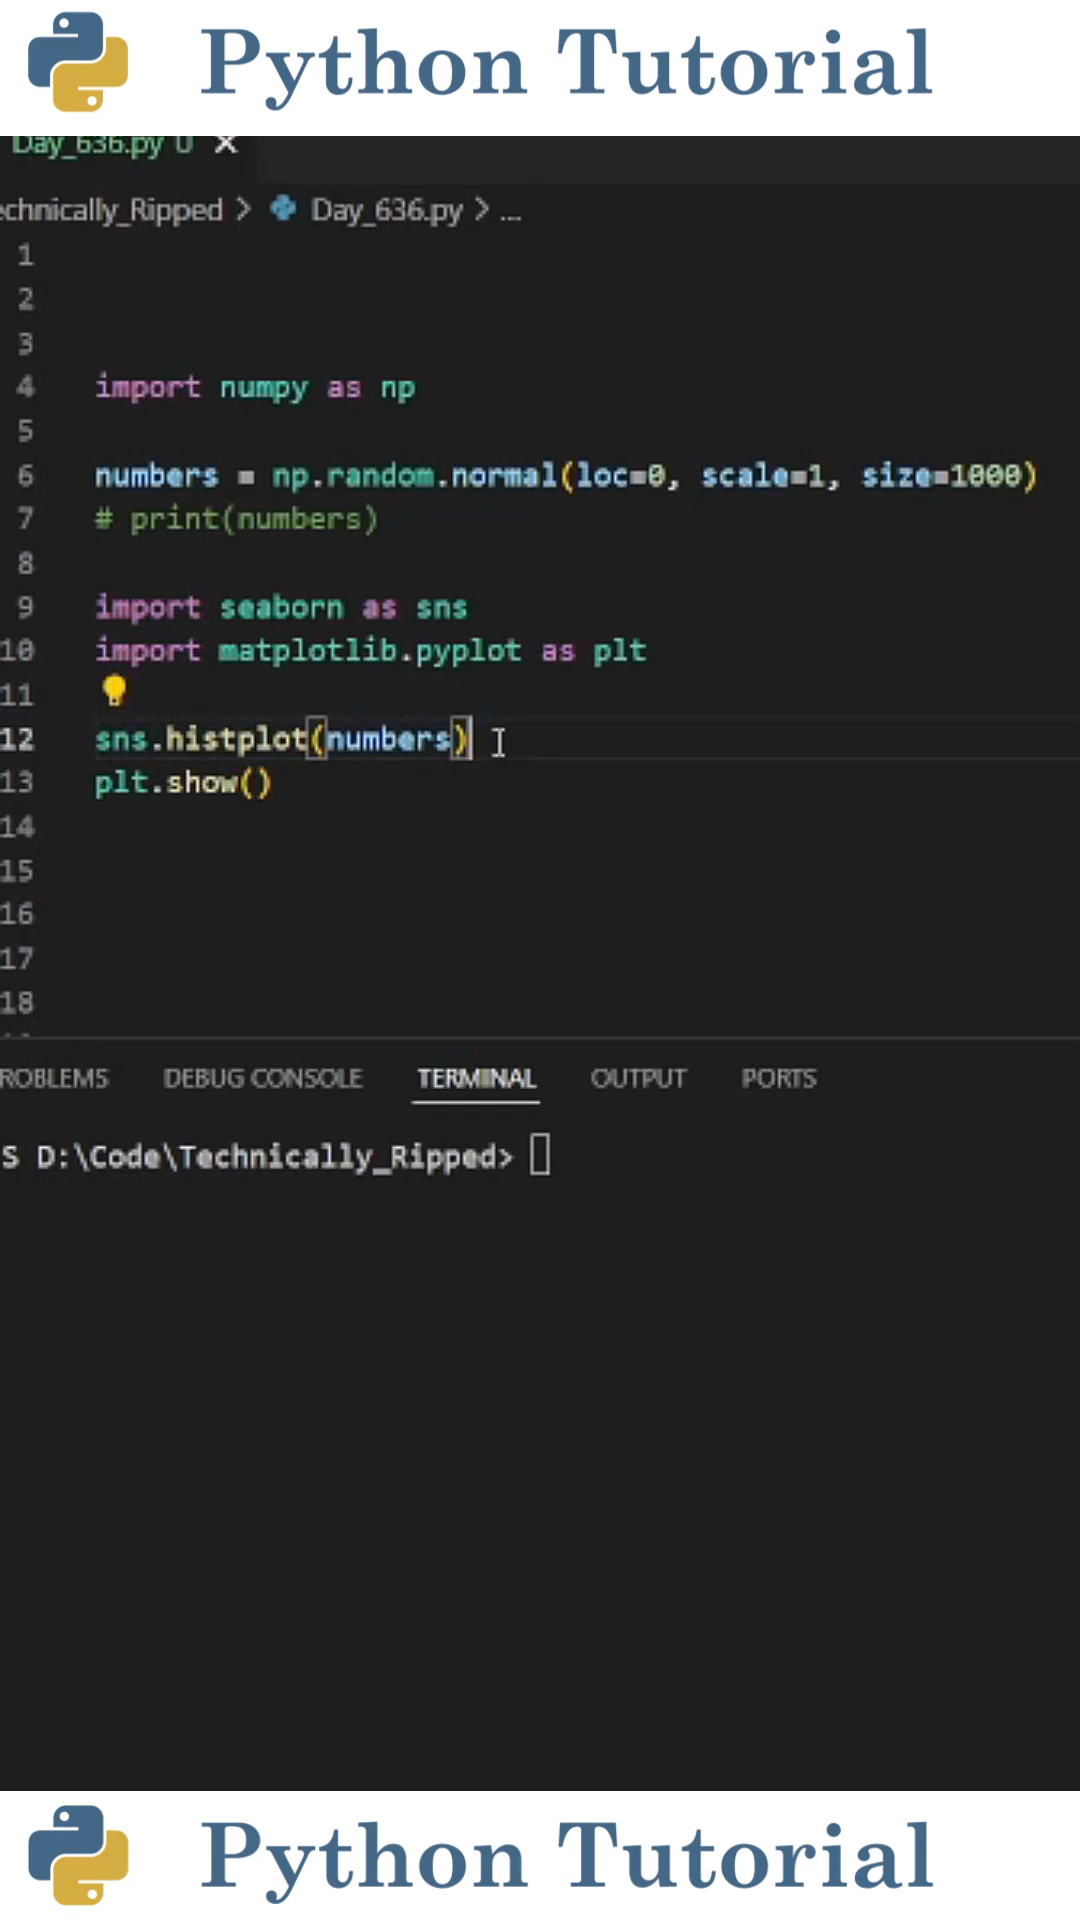 Python Tutorial
Day_636.py U
echnically_Ripped > Day_636.py > ...
1
2
3
4 import numpy as np
5
6 numbers = np.random.normal(loc=0, scale=1, size=1000)
7 # print(numbers)
8
9 import seaborn as sns
10 import matplotlib.pyplot as plt
11
12 sns.histplot(numbers)
13 plt.show()
14
15
16
17
18
ROBLEMS DEBUG CONSOLE TERMINAL OUTPUT PORTS
S D:\Code\Technically_Ripped>
Python Tutorial